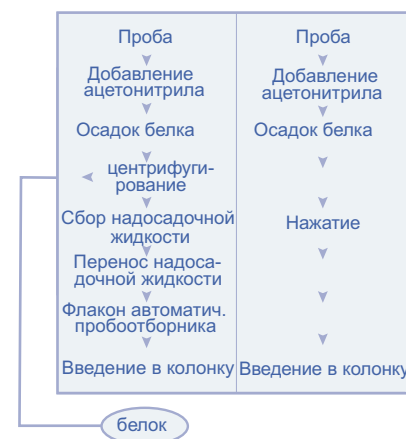 Проба
Добавление
ацетонитрила
Осадок белка
центрифуги-
рование
Сбор надосадочной
жидкости
Перенос надоса-
дочной жидкости
Флакон автоматич.
пробоотборника
Введение в колонку
Проба
Добавление
ацетонитрила
Осадок белка
Нажатие
Введение в колонку
белок